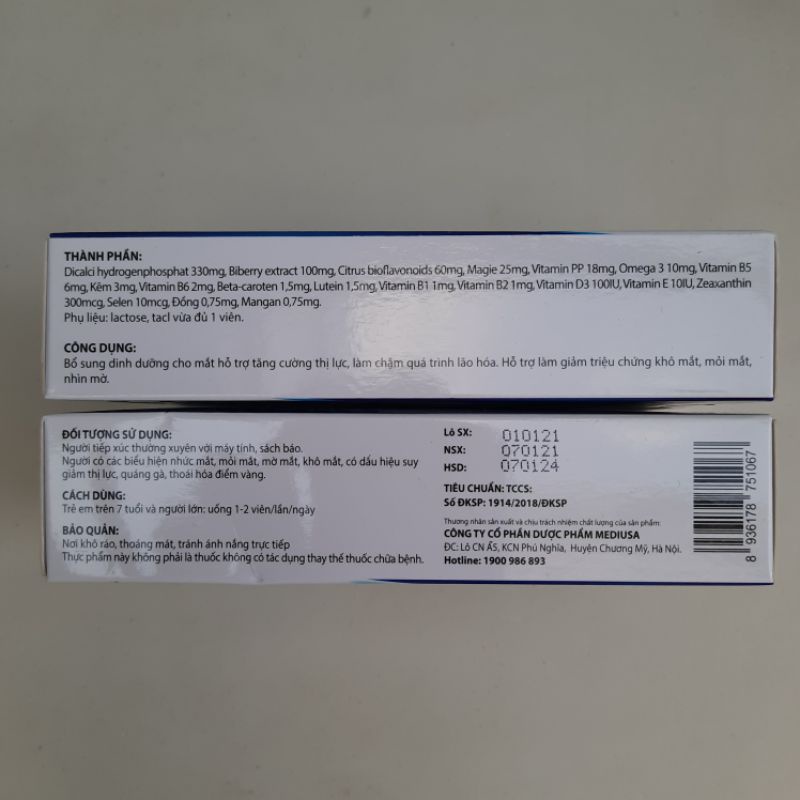 THÀNH PHẦN:
Dicalci hydrogenphosphat 330mg, Biberry extract 100mg, Citrus bioflavonoids 60mg, Magie 25mg, Vitamin PP 18mg, Omega 3 10mg, Vitamin B5
6mg, Kẽm 3mg, Vitamin B6 2mg, Beta-caroten 1,5mg, Lutein 1,5mg, Vitamin B1 1mg, Vitamin B2 1mg, Vitamin D3 100IU, Vitamin E 10IU, Zeaxanthin
300mcg, Selen 10mcg, Đồng 0,75mg, Mangan 0,75mg.
Phụ liệu: lactose, tacl vừa đủ 1 viên.
CÔNG DỤNG:
Bổ sung dinh dưỡng cho mắt hỗ trợ tăng cường thị lực, làm chậm quá trình lão hóa. Hỗ trợ làm giảm triệu chứng khô mắt, mỏi mắt,
nhìn mờ.
ĐỐI TƯỢNG SỬ DỤNG:
Người tiếp xúc thường xuyên với máy tính, sách báo.
Người có các biểu hiện nhức mắt, mỏi mắt, mờ mắt, khô mắt, có dấu hiệu suy
giảm thị lực, quáng gà, thoái hóa điểm vàng.
CÁCH DÙNG:
Trẻ em trên 7 tuổi và người lớn: uống 1-2 viên/lần/ngày
BẢO QUẢN:
Nơi khô ráo, thoáng mát, tránh ánh nắng trực tiếp
Thực phẩm này không phải là thuốc không có tác dụng thay thế thuốc chữa bệnh.
Lô SX: 010121
NSX: 070121
HSD: 070124
TIÊU CHUẨN: TCCS:
Số ĐKSP: 1914/2018/ĐKSP
Thương nhân sản xuất và chịu trách nhiệm chất lượng của sản phẩm:
CÔNG TY CỔ PHẦN DƯỢC PHẨM MEDIUSA
ĐC: Lô CN Ấ5, KCN Phú Nghĩa, Huyện Chương Mỹ, Hà Nội.
Hotline: 1900 986 893
8 936178 751067